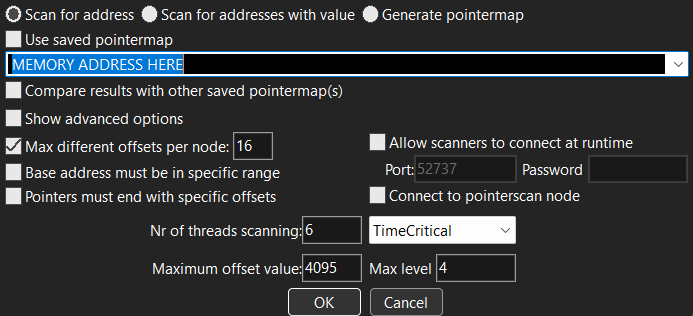 Scan for address Scan for addresses with value Generate pointermap
Use saved pointermap
MEMORY ADDRESS HERE
Compare results with other saved pointermap(s)
Show advanced options
Max different offsets per node: 16 Allow scanners to connect at runtime
Base address must be in specific range Port: 52737 Password
Pointers must end with specific offsets Connect to pointerscan node
Nr of threads scanning: 6 TimeCritical
Maximum offset value: 4095 Max level 4
OK Cancel